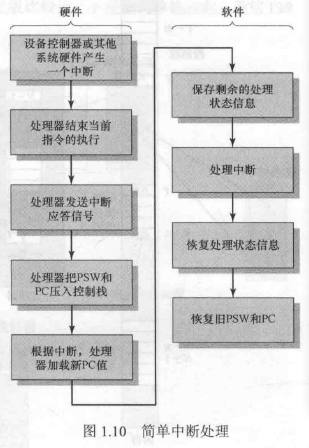 硬件
设备控制器或其他
系统硬件产生
一个中断
处理器结束当前
指令的执行
处理器发送中断
应答信号
处理器把PSW和
PC压入控制栈
根据中断，处理
器加载新PC值
软件
保存剩余的处理
状态信息
处理中断
恢复处理状态信息
恢复旧PSW和PC
图 1.10 简单中断处理